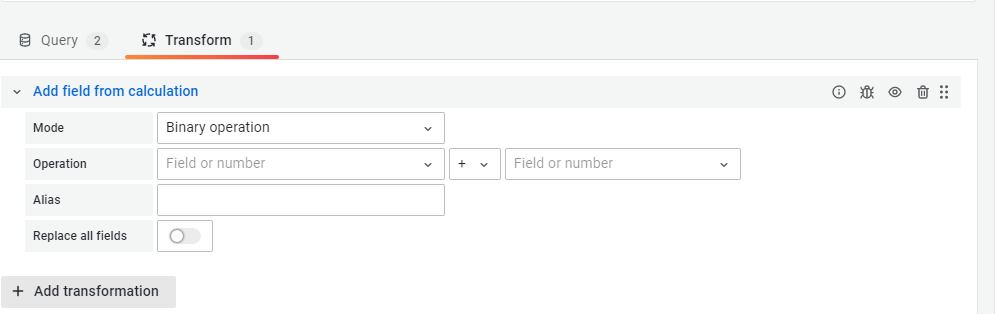 Query 2 Transform 1
Add field from calculation
Mode Binary operation
Operation Field or number + Field or number
Alias
Replace all fields
+ Add transformation